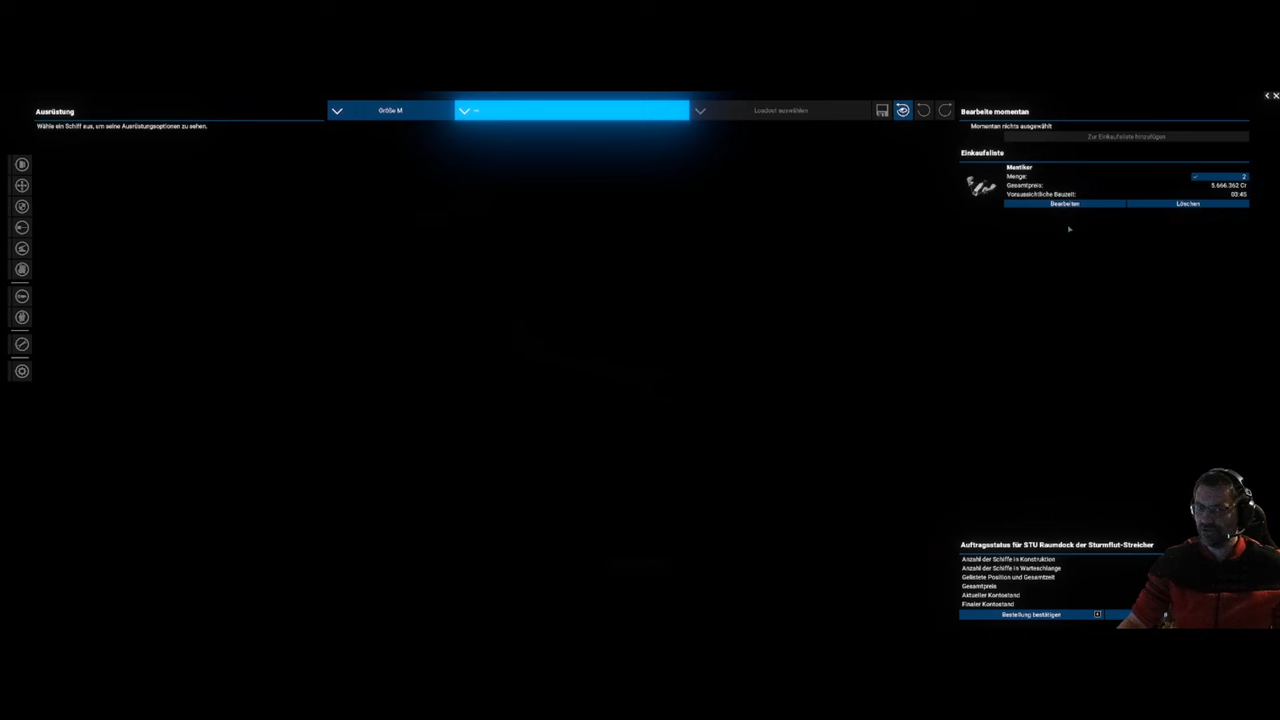 Ausrüstung
Wähle ein Schiff aus, um seine Ausrüstungsoptionen zu sehen.
Größe M
--
Loadout auswählen
Bearbeite momentan
Momentan nichts ausgewählt
Zur Einkaufsliste hinzufügen
Einkaufsliste
Mantiker
Menge: 2
Gesamtpreis: 5.666.362 Cr
Voraussichtliche Bauzeit: 03:45
Bearbeiten Löschen
Auftragsstatus für STU Raumdock der Sturmflut-Streicher
Anzahl der Schiffe in Konstruktion
Anzahl der Schiffe in Warteschlange
Gelistete Position und Gesamtzeit
Gesamtpreis
Aktueller Kontostand
Finaler Kontostand
Bestellung bestätigen